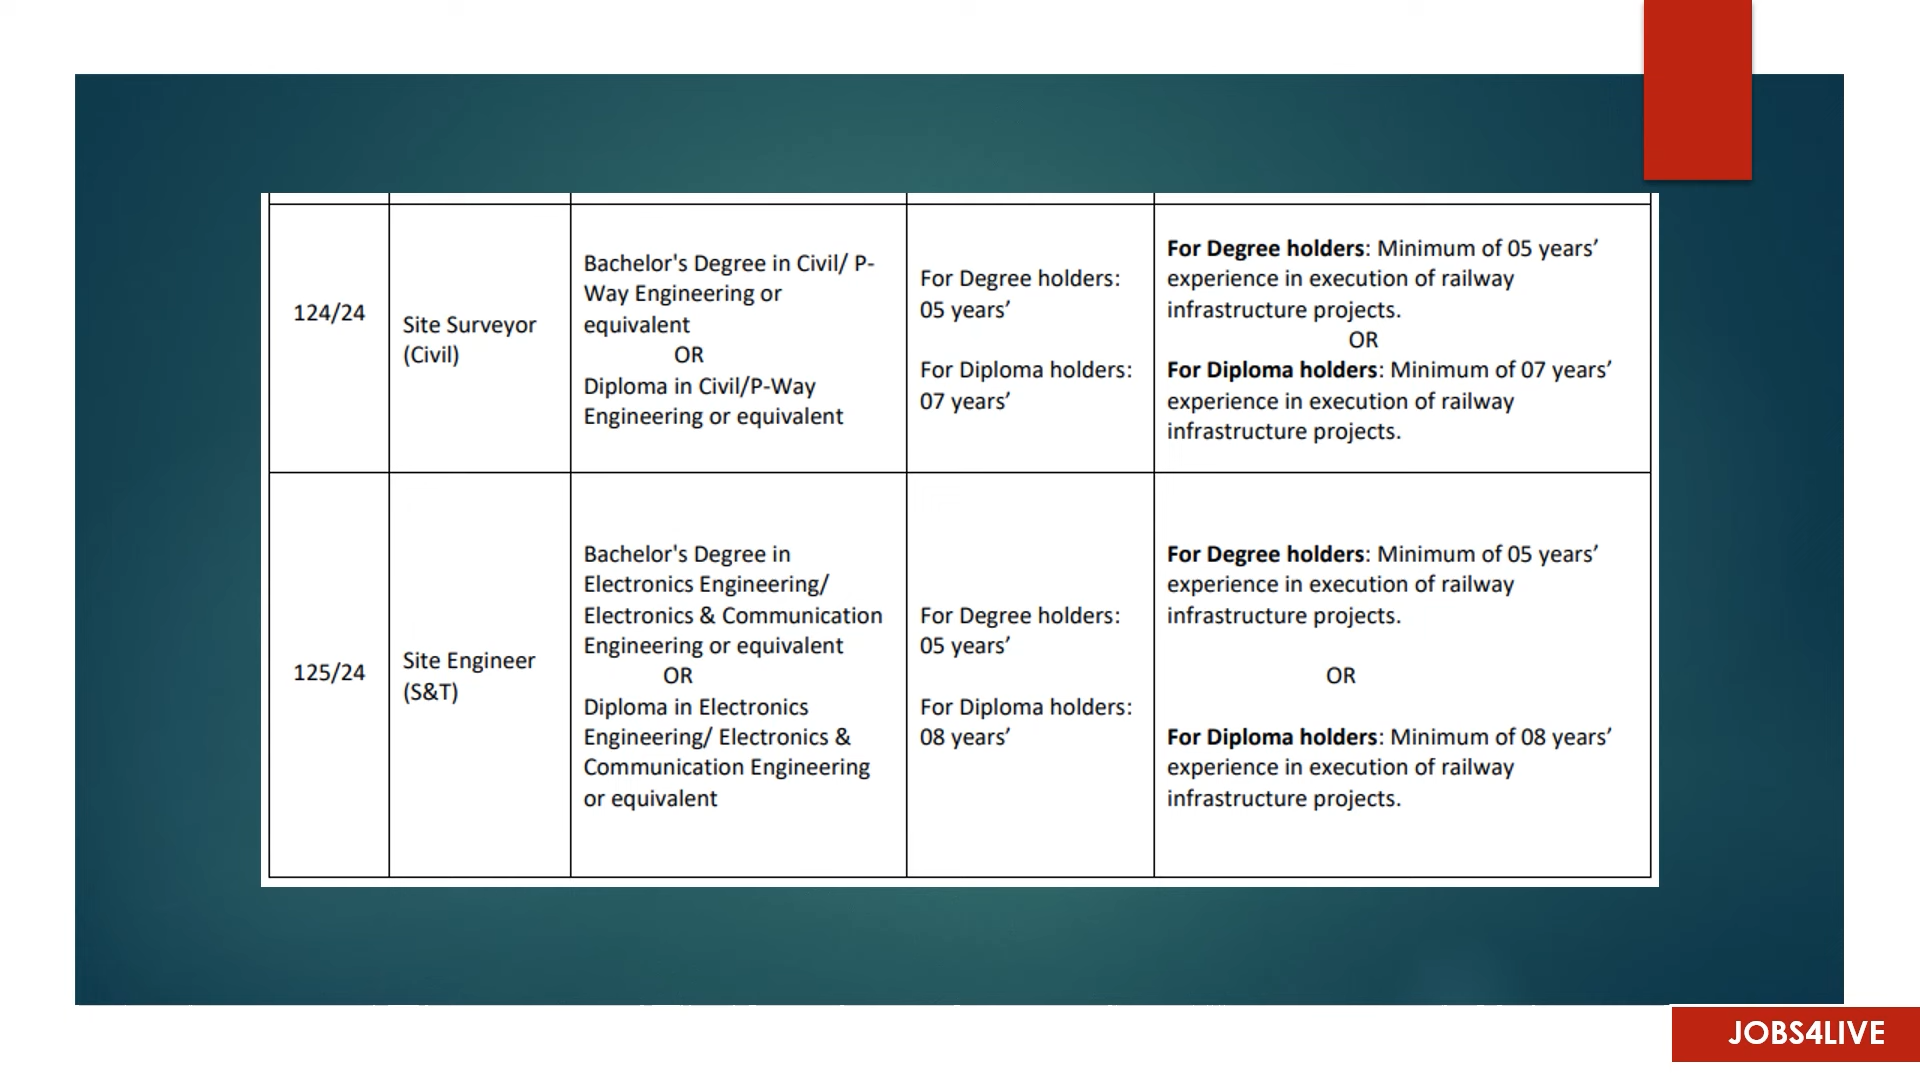 124/24
Site Surveyor
(Civil)
Bachelor's Degree in Civil/ P-
Way Engineering or
equivalent
OR
Diploma in Civil/P-Way
Engineering or equivalent
For Degree holders:
05 years’
For Diploma holders:
07 years’
For Degree holders: Minimum of 05 years’
experience in execution of railway
infrastructure projects.
OR
For Diploma holders: Minimum of 07 years’
experience in execution of railway
infrastructure projects.
125/24
Site Engineer
(S&T)
Bachelor's Degree in
Electronics Engineering/
Electronics & Communication
Engineering or equivalent
OR
Diploma in Electronics
Engineering/ Electronics &
Communication Engineering
or equivalent
For Degree holders:
05 years’
For Diploma holders:
08 years’
For Degree holders: Minimum of 05 years’
experience in execution of railway
infrastructure projects.
OR
For Diploma holders: Minimum of 08 years’
experience in execution of railway
infrastructure projects.
JOBS4LIVE